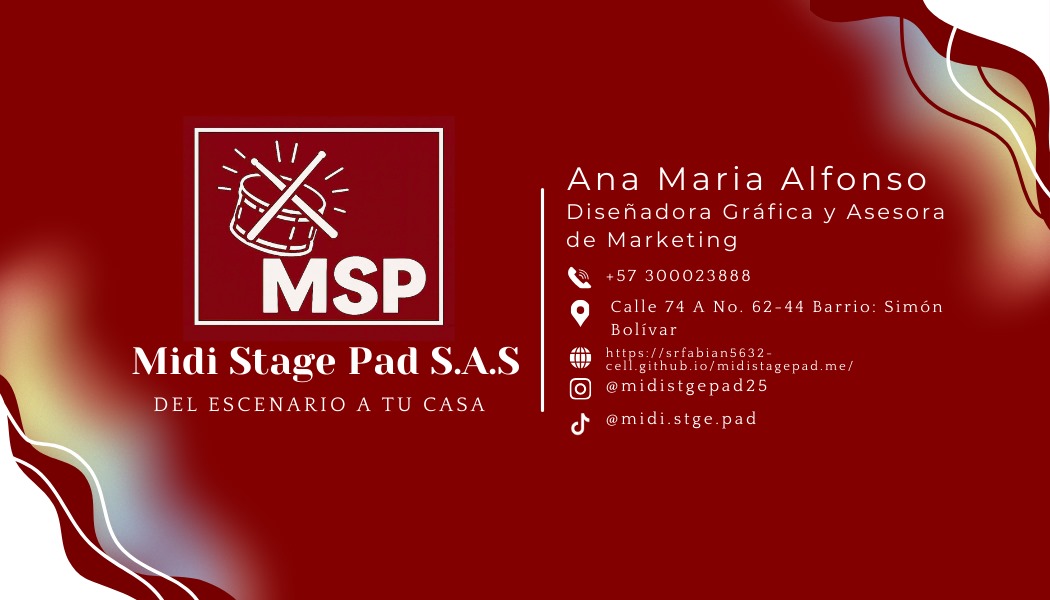 MSP
Midi Stage Pad S.A.S
DEL ESCENARIO A TU CASA
Ana Maria Alfonso
Diseñadora Gráfica y Asesora
de Marketing
+57 300023888
Calle 74 A No. 62-44 Barrio: Simón
Bolívar
https://srfabian5632-
cell.github.io/midistagepad.me/
@midistgepad25
@midi.stge.pad